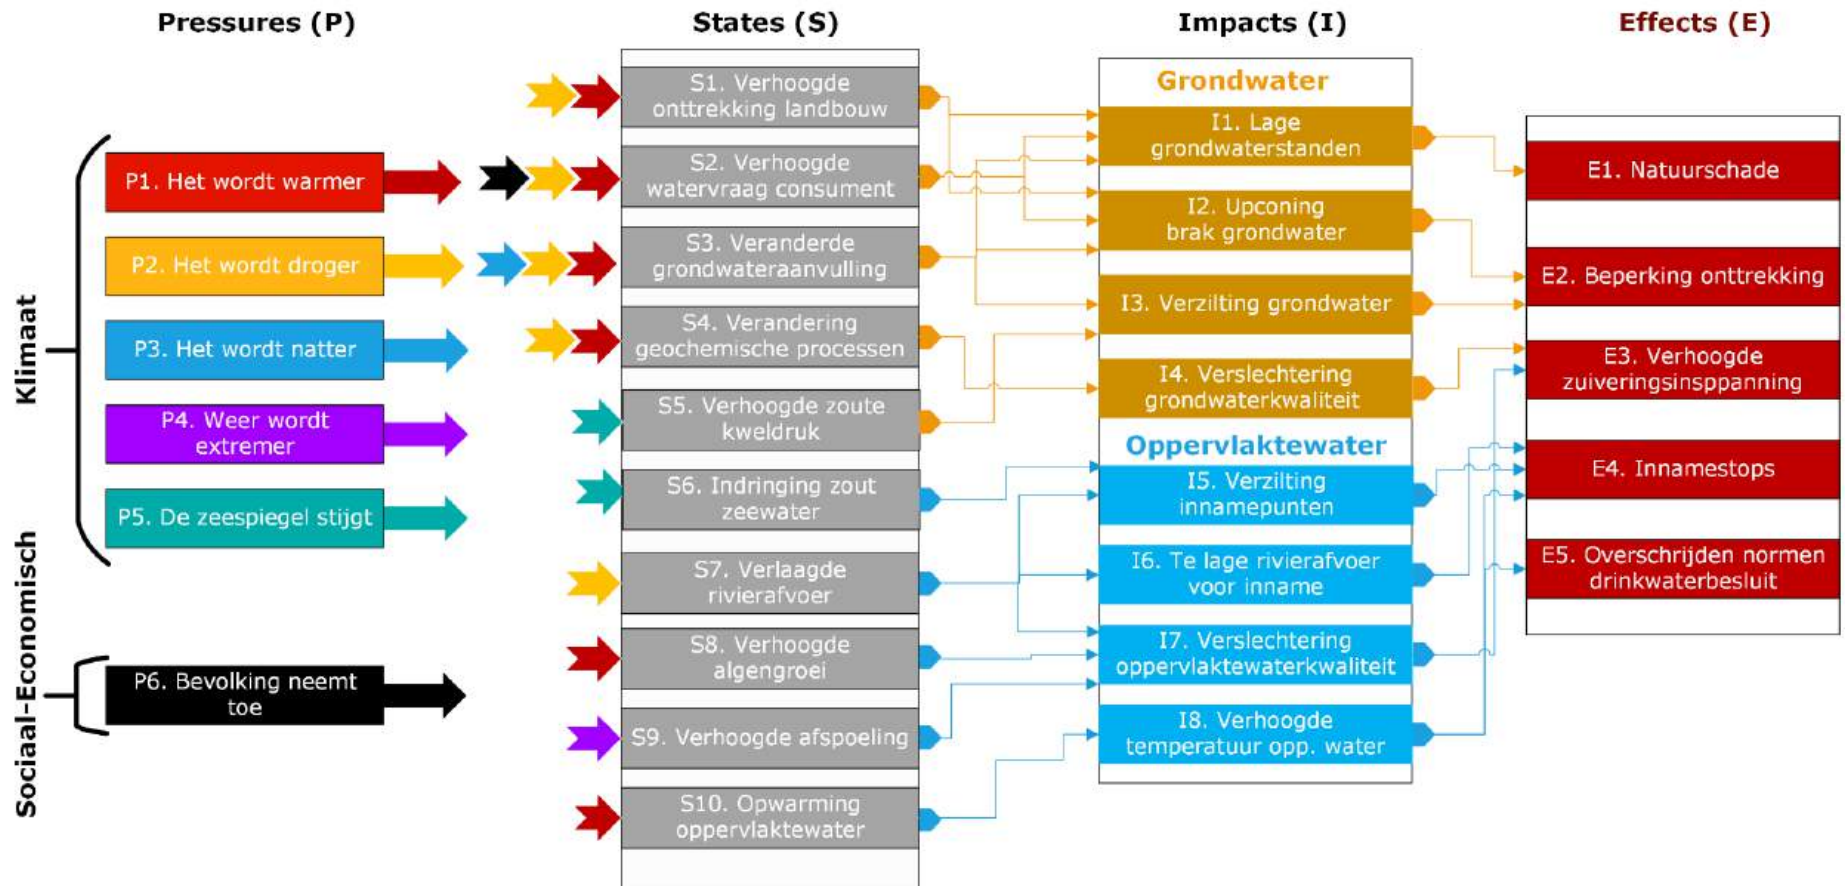 Pressures (P)
States (S)
Impacts (I)
Effects (E)
Klimaat
Sociaal-Economisch
P1. Het wordt warmer
P2. Het wordt droger
P3. Het wordt natter
P4. Weer wordt
extremer
P5. De zeespiegel stijgt
P6. Bevolking neemt
toe
S1. Verhoogde
onttrekking landbouw
S2. Verhoogde
watervraag consument
S3. Veranderde
grondwateraanvulling
S4. Verandering
geochemische processen
S5. Verhoogde zoute
kweldruk
S6. Indringing zout
zeewater
S7. Verlaagde
rivierafvoer
S8. Verhoogde
algengroei
S9. Verhoogde afspoeling
S10. Opwarming
oppervlaktewater
Grondwater
I1. Lage
grondwaterstanden
I2. Upconing
brak grondwater
I3. Verzilting grondwater
I4. Verslechtering
grondwaterkwaliteit
Oppervlaktewater
I5. Verzilting
innamepunten
I6. Te lage rivierafvoer
voor inname
I7. Verslechtering
oppervlaktewaterkwaliteit
I8. Verhoogde
temperatuur opp. water
E1. Natuurschade
E2. Beperking onttrekking
E3. Verhoogde
zuiveringsinsppanning
E4. Innamestops
E5. Overschrijden normen
drinkwaterbesluit